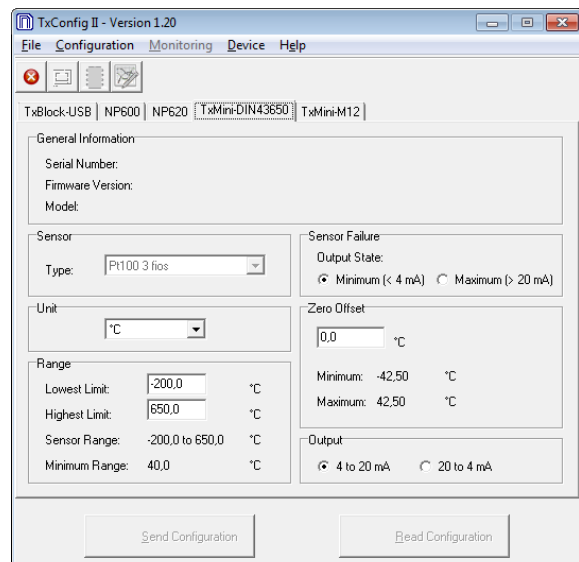 TxConfig II - Version 1.20
File Configuration Monitoring Device Help
TxBlock-USB NP600 NP620 TxMini-DIN43650 TxMini-M12
General Information
Serial Number:
Firmware Version:
Model:
Sensor
Type: Pt100 3 fios
Sensor Failure
Output State:
Minimum (< 4 mA) Maximum (> 20 mA)
Unit
°C
Zero Offset
0,0 °C
Minimum: -42,50 °C
Maximum: 42,50 °C
Range
Lowest Limit: -200,0 °C
Highest Limit: 650,0 °C
Sensor Range: -200,0 to 650,0 °C
Minimum Range: 40,0 °C
Output
4 to 20 mA 20 to 4 mA
Send Configuration Read Configuration